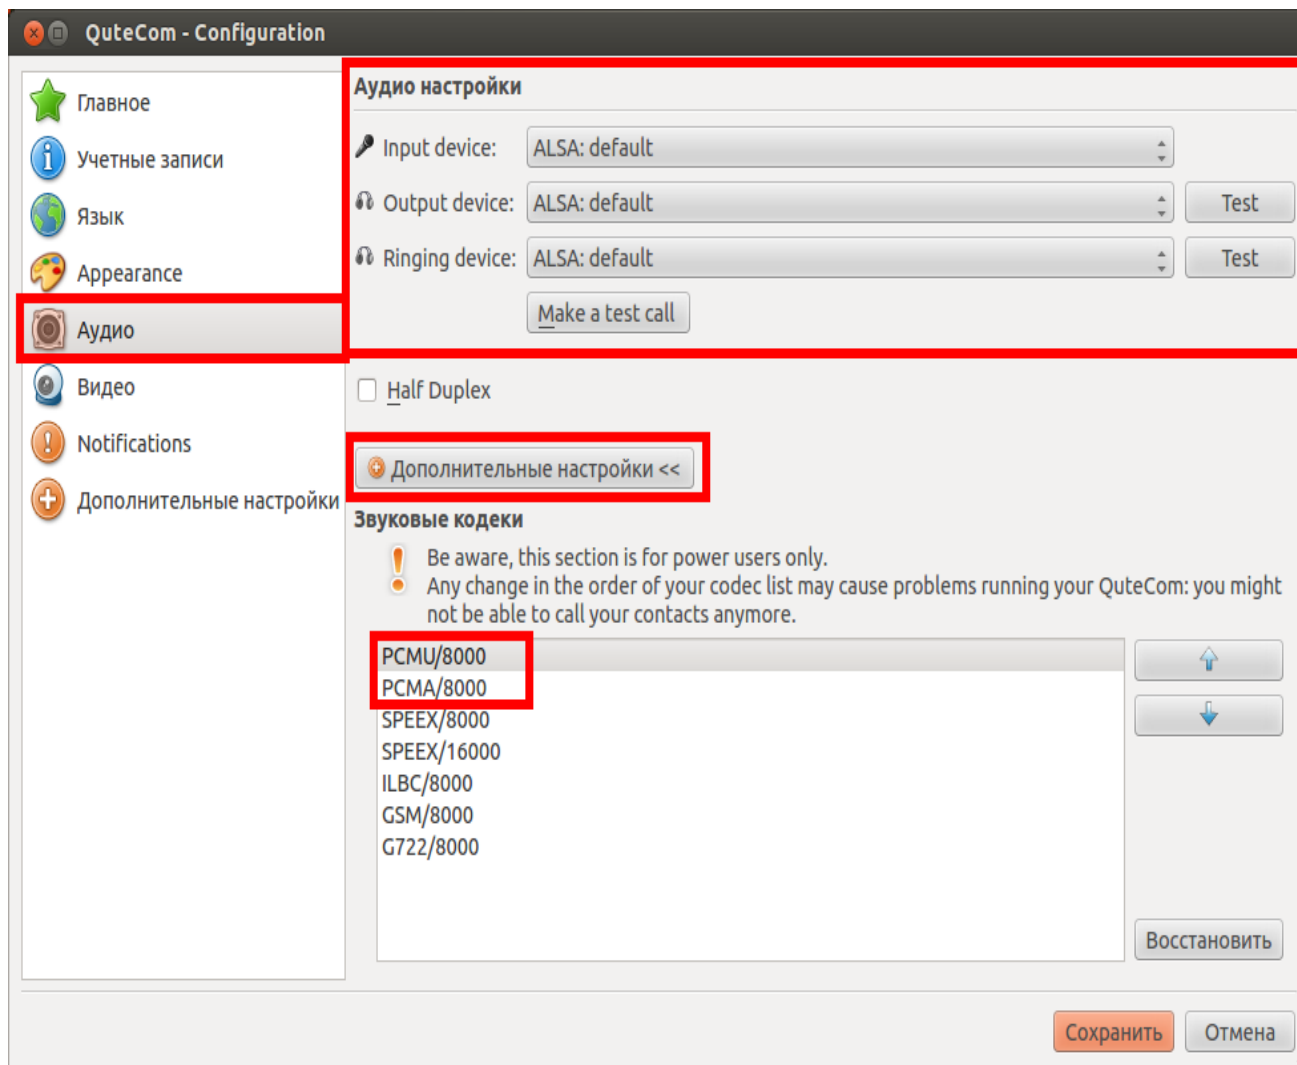 QuteCom - Configuration
Главное
Учетные записи
Язык
Appearance
Аудио
Видео
Notifications
Дополнительные настройки
Аудио настройки
Input device: ALSA: default
Output device: ALSA: default Test
Ringing device: ALSA: default Test
Make a test call
Half Duplex
Дополнительные настройки <<
Звуковые кодеки
Be aware, this section is for power users only.
Any change in the order of your codec list may cause problems running your QuteCom: you might
not be able to call your contacts anymore.
PCMU/8000
PCMA/8000
SPEEX/8000
SPEEX/16000
ILBC/8000
GSM/8000
G722/8000
Восстановить
Сохранить Отмена